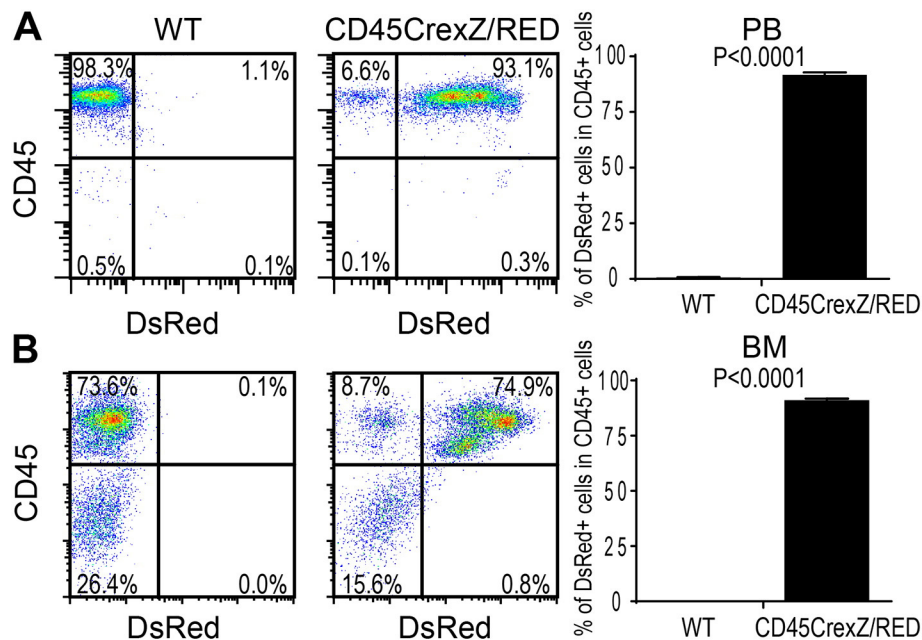 A
WT
CD45CrexZ/RED
PB
98.3%
1.1%
0.5%
0.1%
CD45
DsRed
6.6%
93.1%
0.1%
0.3%
DsRed
P<0.0001
% of DsRed+ cells in CD45+ cells
100
75
50
25
0
WT
CD45CrexZ/RED
B
BM
73.6%
0.1%
26.4%
0.0%
CD45
DsRed
8.7%
74.9%
15.6%
0.8%
DsRed
P<0.0001
% of DsRed+ cells in CD45+ cells
100
75
50
25
0
WT
CD45CrexZ/RED